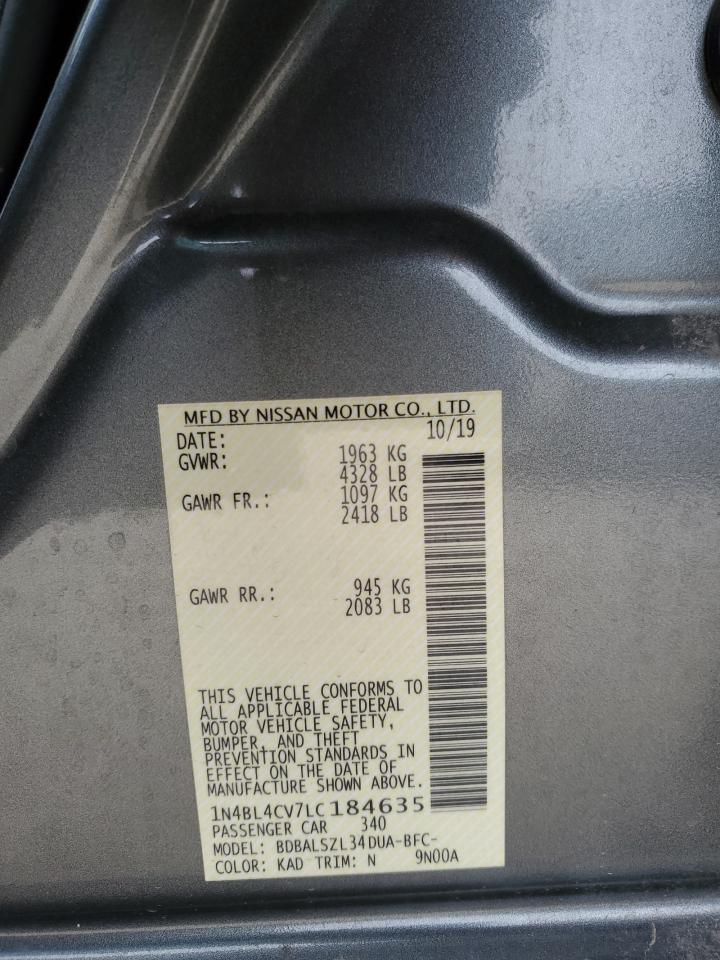 MFD BY NISSAN MOTOR CO., LTD.
DATE: 10/19
GVWR: 1963 KG
4328 LB
GAWR FR.: 1097 KG
2418 LB
GAWR RR.: 945 KG
2083 LB
THIS VEHICLE CONFORMS TO
ALL APPLICABLE FEDERAL
MOTOR VEHICLE SAFETY,
BUMPER, AND THEFT
PREVENTION STANDARDS IN
EFFECT ON THE DATE OF
MANUFACTURE SHOWN ABOVE.
1N4BL4CV7LC184635
PASSENGER CAR 340
MODEL: BDBALSZL34DUA-BFC-
COLOR: KAD TRIM: N 9N00A